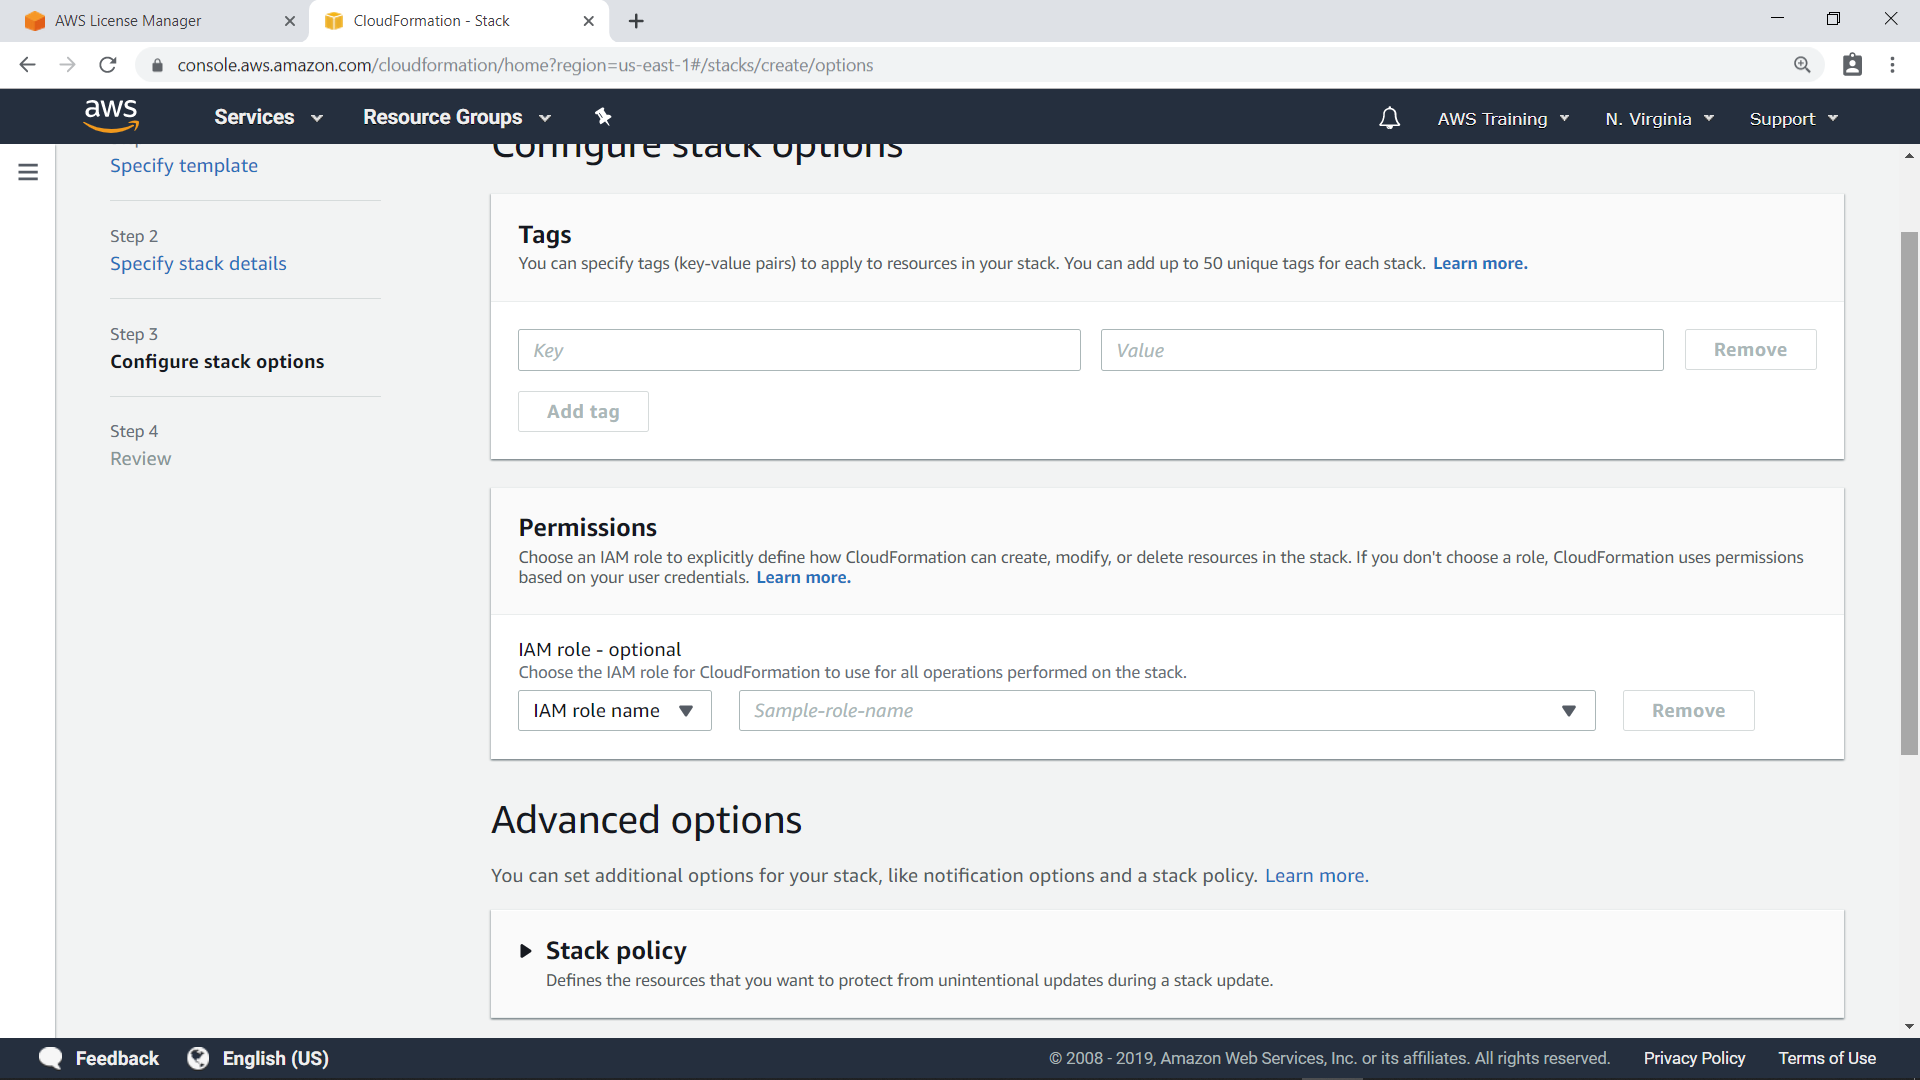 AWS License Manager
CloudFormation - Stack
console.aws.amazon.com/cloudformation/home?region=us-east-1#/stacks/create/options
aws
Services
Resource Groups
AWS Training
N. Virginia
Support
Specify template
Step 2
Specify stack details
Step 3
Configure stack options
Step 4
Review
Configure stack options
Tags
You can specify tags (key-value pairs) to apply to resources in your stack. You can add up to 50 unique tags for each stack. Learn more.
Key
Value
Remove
Add tag
Permissions
Choose an IAM role to explicitly define how CloudFormation can create, modify, or delete resources in the stack. If you don't choose a role, CloudFormation uses permissions
based on your user credentials. Learn more.
IAM role - optional
Choose the IAM role for CloudFormation to use for all operations performed on the stack.
IAM role name
Sample-role-name
Remove
Advanced options
You can set additional options for your stack, like notification options and a stack policy. Learn more.
Stack policy
Defines the resources that you want to protect from unintentional updates during a stack update.
Feedback
English (US)
© 2008 - 2019, Amazon Web Services, Inc. or its affiliates. All rights reserved.
Privacy Policy
Terms of Use